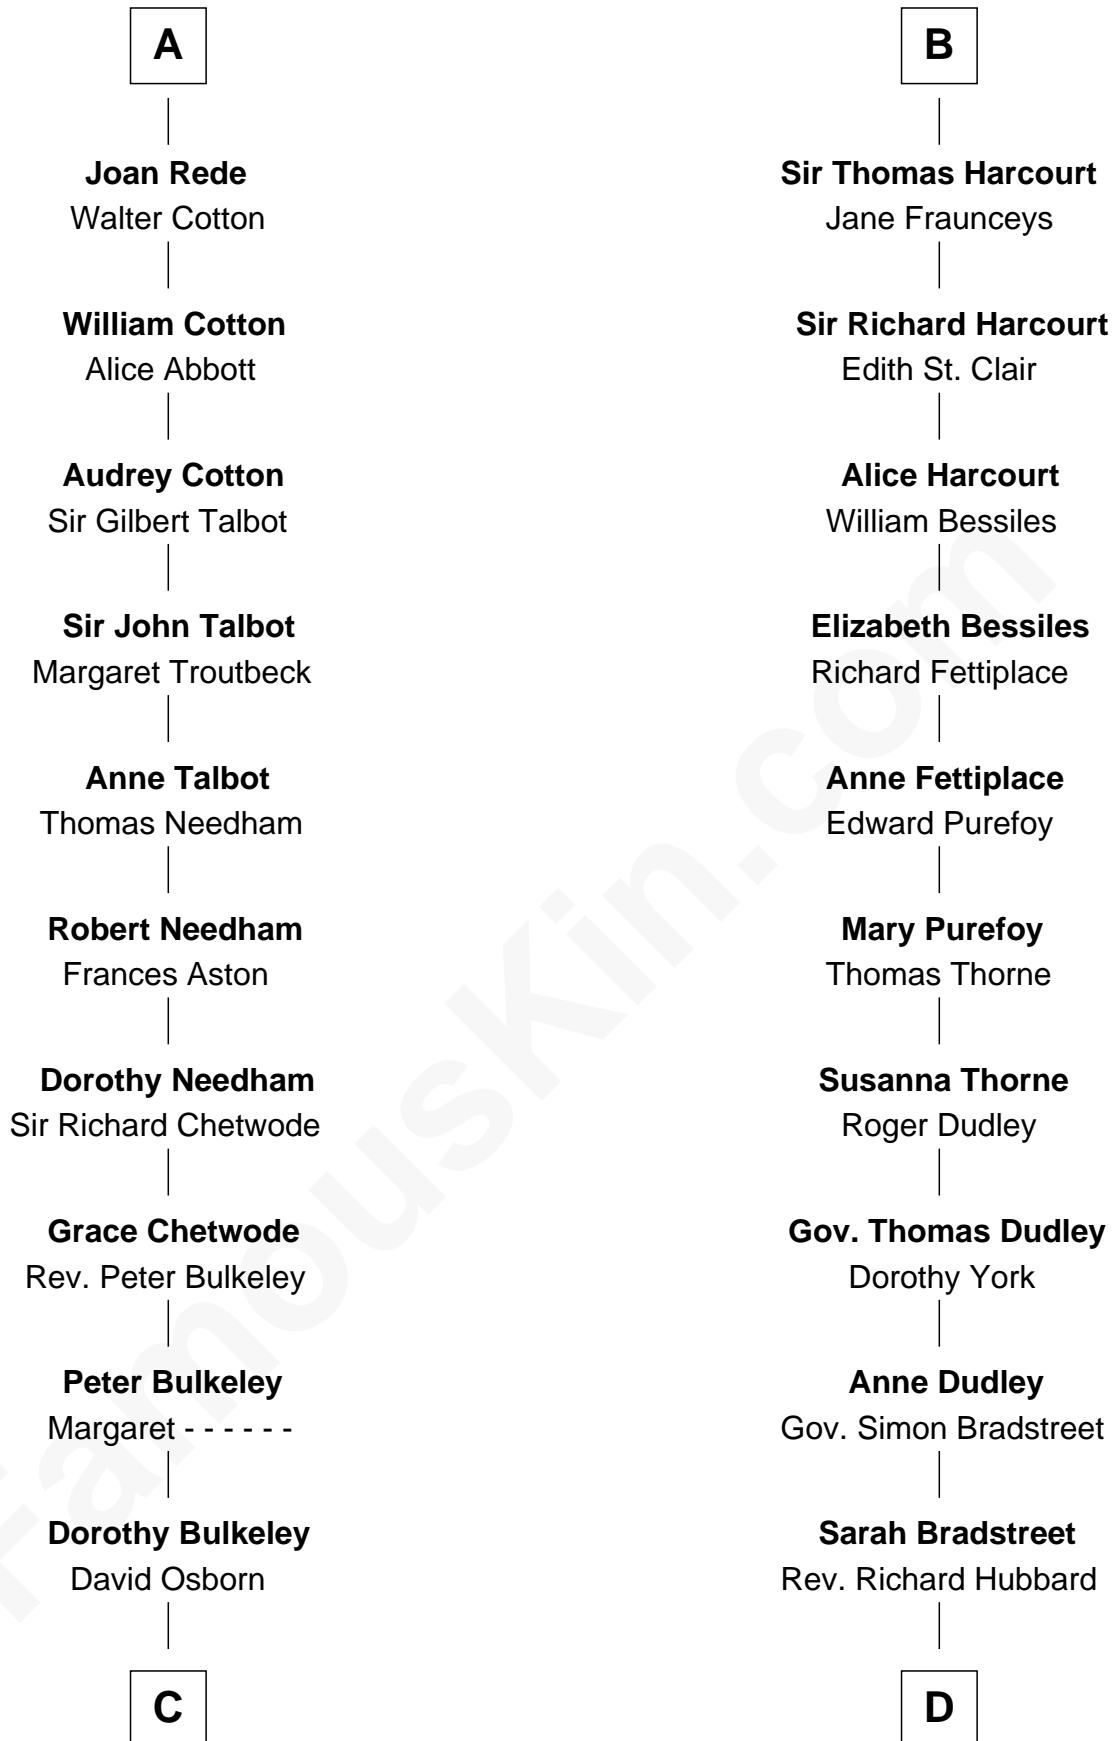 A
Joan Rede
Walter Cotton
William Cotton
Alice Abbott
Audrey Cotton
Sir Gilbert Talbot
Sir John Talbot
Margaret Troutbeck
Anne Talbot
Thomas Needham
Robert Needham
Frances Aston
Dorothy Needham
Sir Richard Chetwode
Grace Chetwode
Rev. Peter Bulkeley
Peter Bulkeley
Margaret - - - - - -
Dorothy Bulkeley
David Osborn
C
B
Sir Thomas Harcourt
Jane Fraunceys
Sir Richard Harcourt
Edith St. Clair
Alice Harcourt
William Bessiles
Elizabeth Bessiles
Richard Fettiplace
Anne Fettiplace
Edward Purefoy
Mary Purefoy
Thomas Thorne
Susanna Thorne
Roger Dudley
Gov. Thomas Dudley
Dorothy York
Anne Dudley
Gov. Simon Bradstreet
Sarah Bradstreet
Rev. Richard Hubbard
D
FamousKin.com